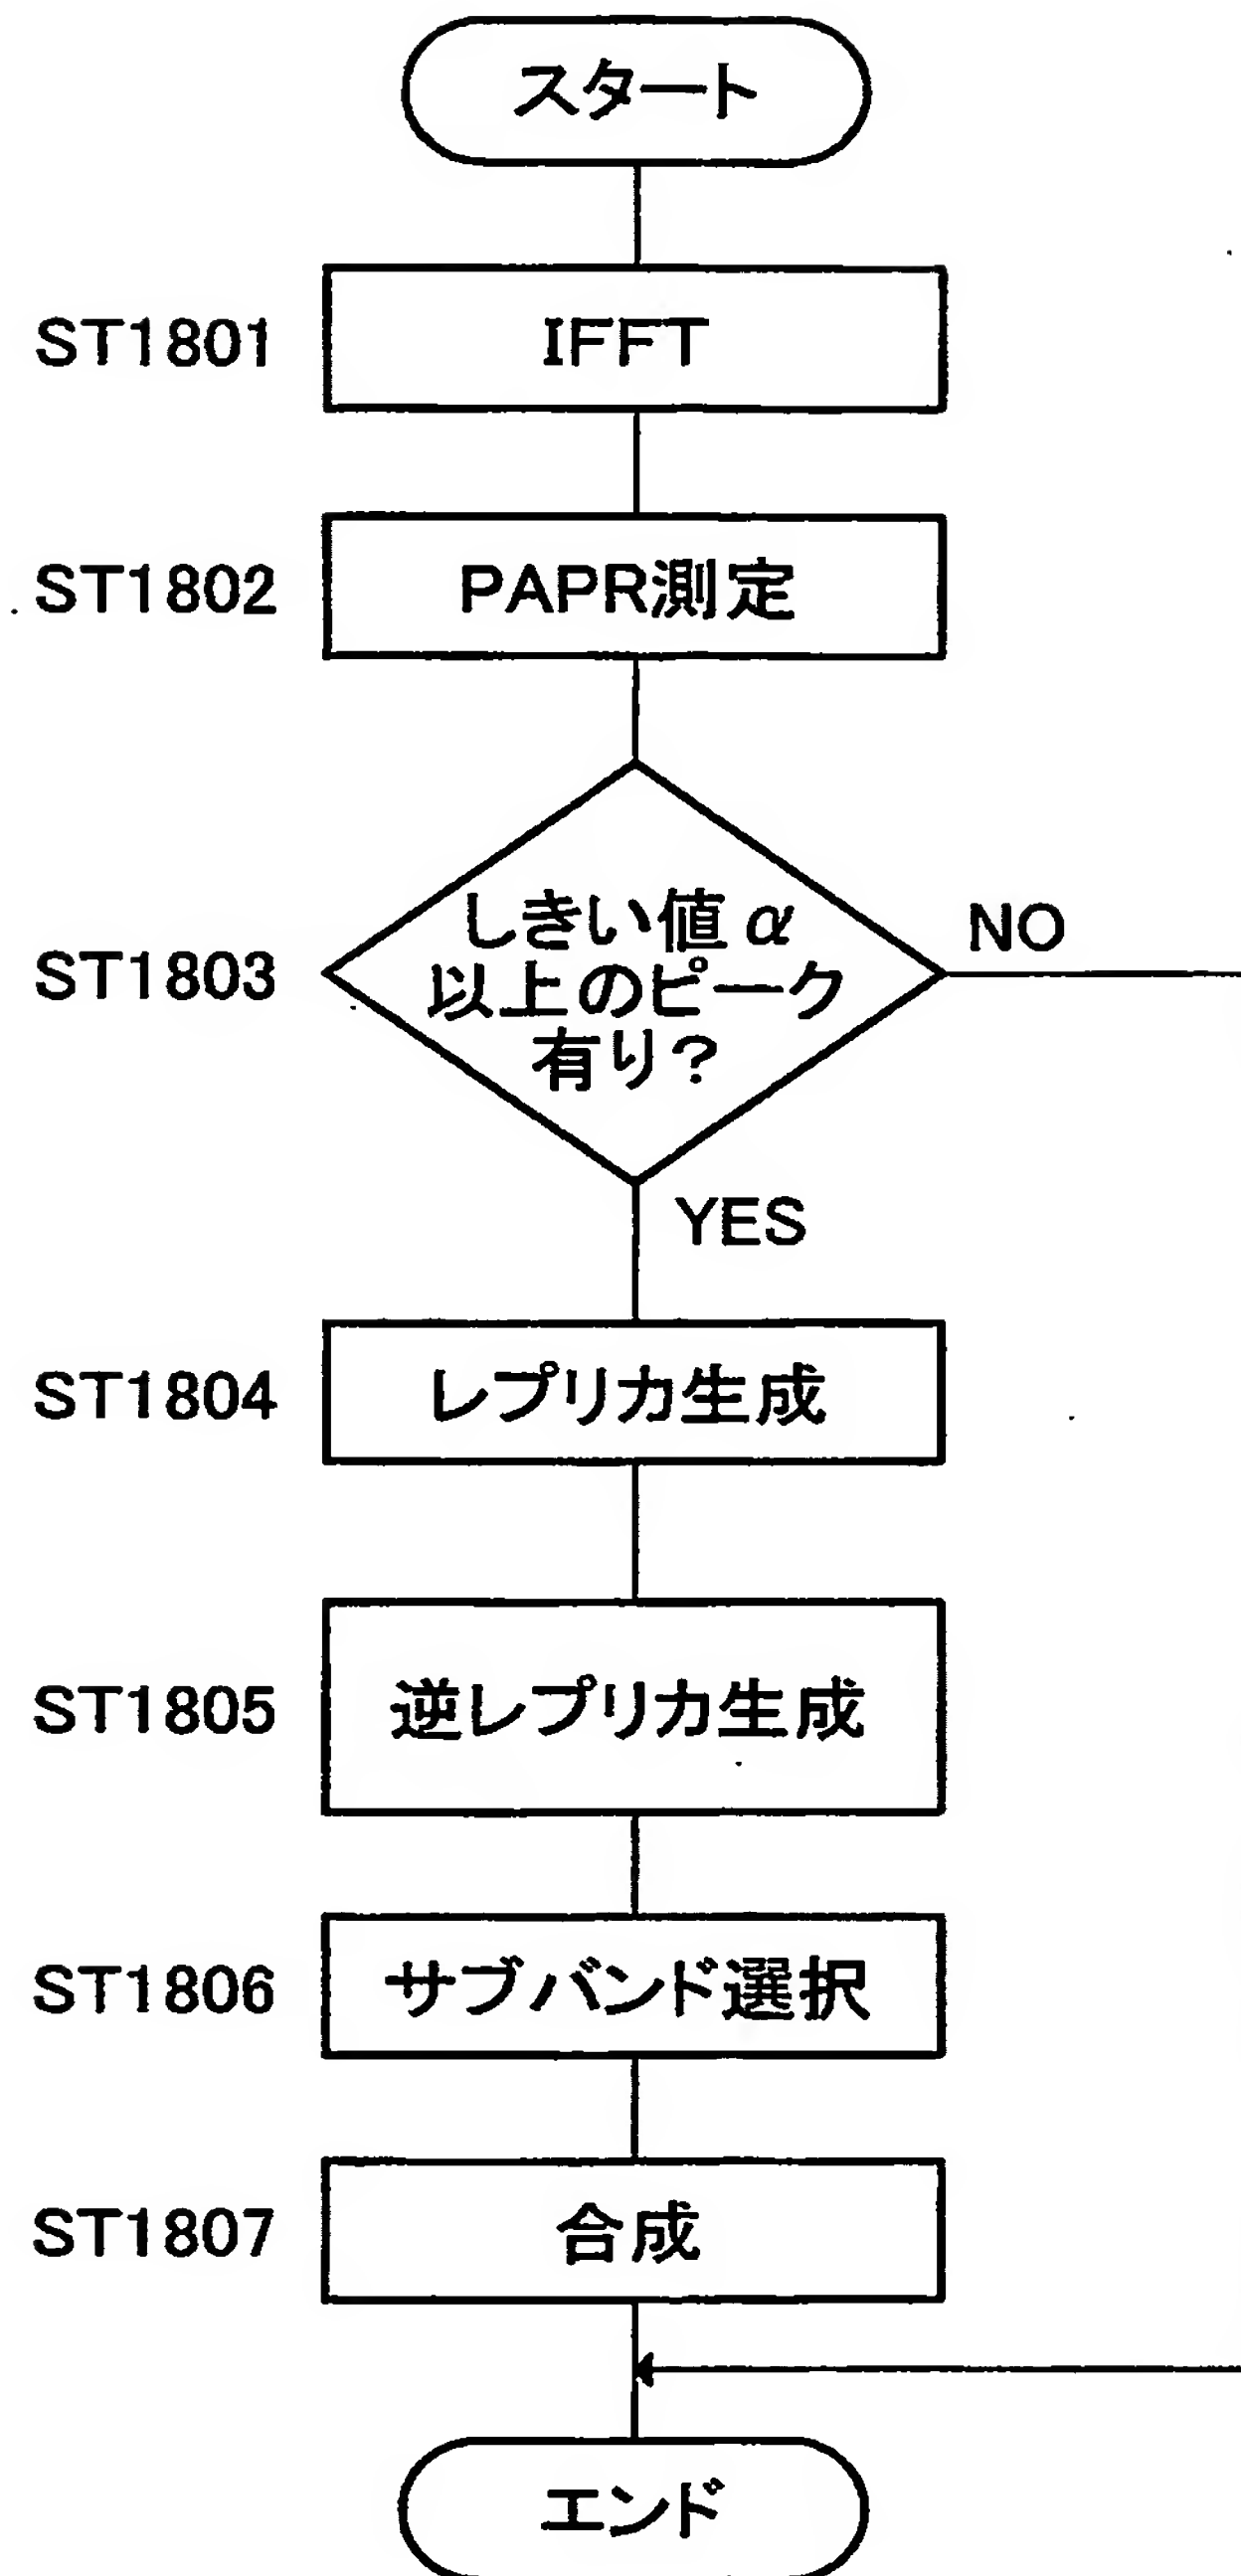 スタート
ST1801
IFFT
ST1802
PAPR測定
ST1803
しきい値α
以上のピーク
有り?
NO
YES
ST1804
レプリカ生成
ST1805
逆レプリカ生成
ST1806
サブバンド選択
ST1807
合成
エンド